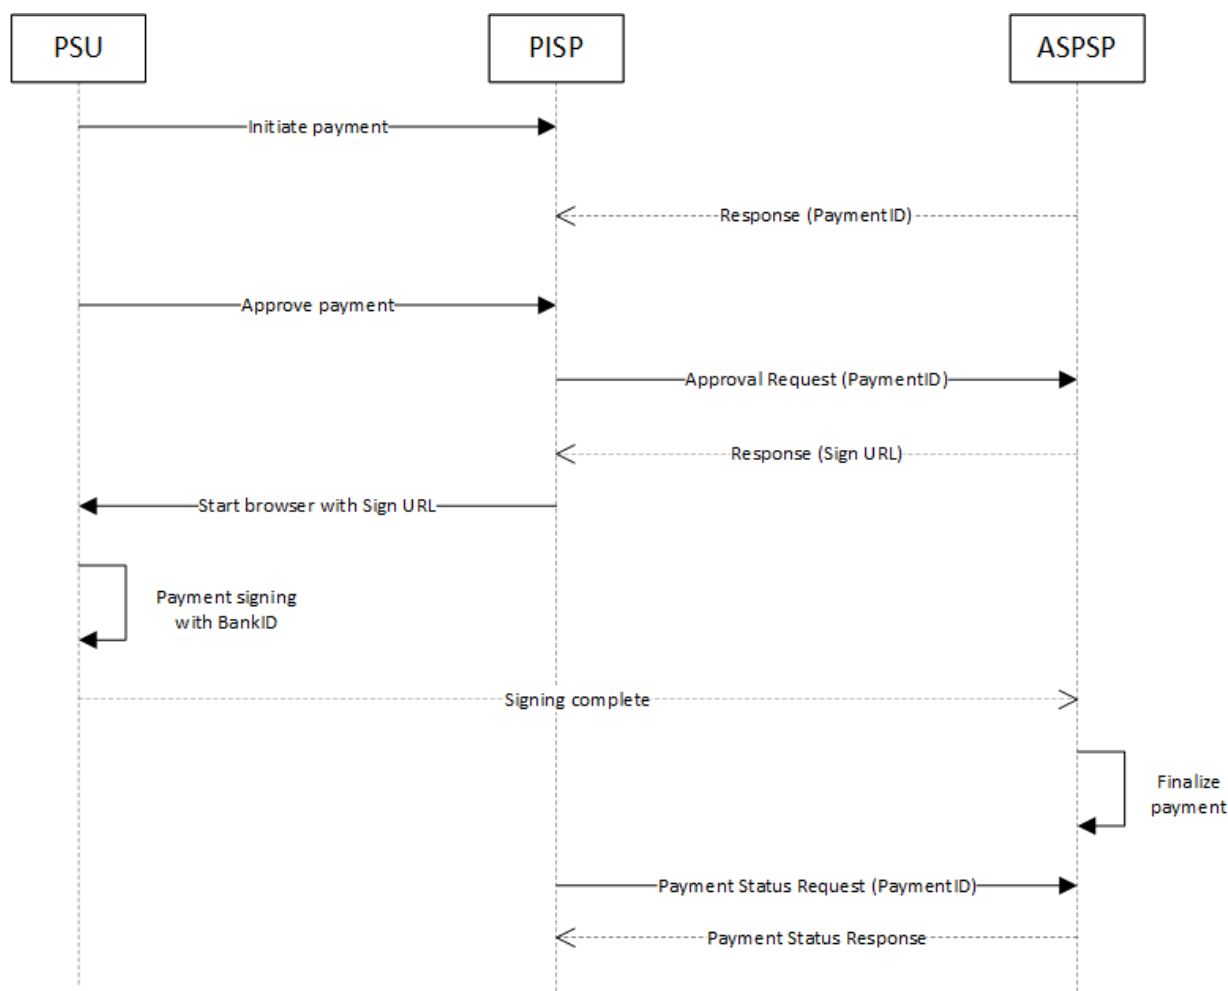 PSU
PISP
ASPSP
Initiate payment
Response (PaymentID)
Approve payment
Approval Request (PaymentID)
Response (Sign URL)
Start browser with Sign URL
Payment signing
with BankID
Signing complete
Finalize
payment
Payment Status Request (PaymentID)
Payment Status Response